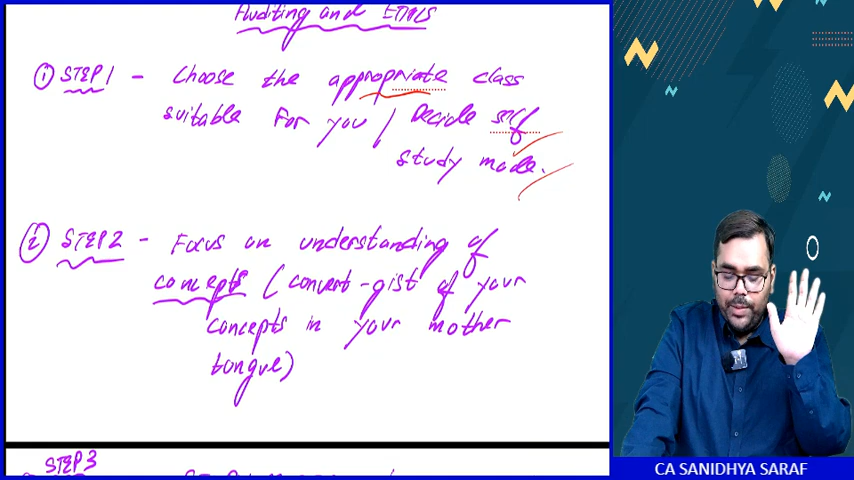 Auditing and Ethics
① STEP 1 - Choose the appropriate class
suitable For you / Decide self
study mode.
② STEP 2 - Focus on understanding of
concepts (convert - gist of your
concepts in your mother
tongue)
STEP 3
CA SANIDHYA SARAF